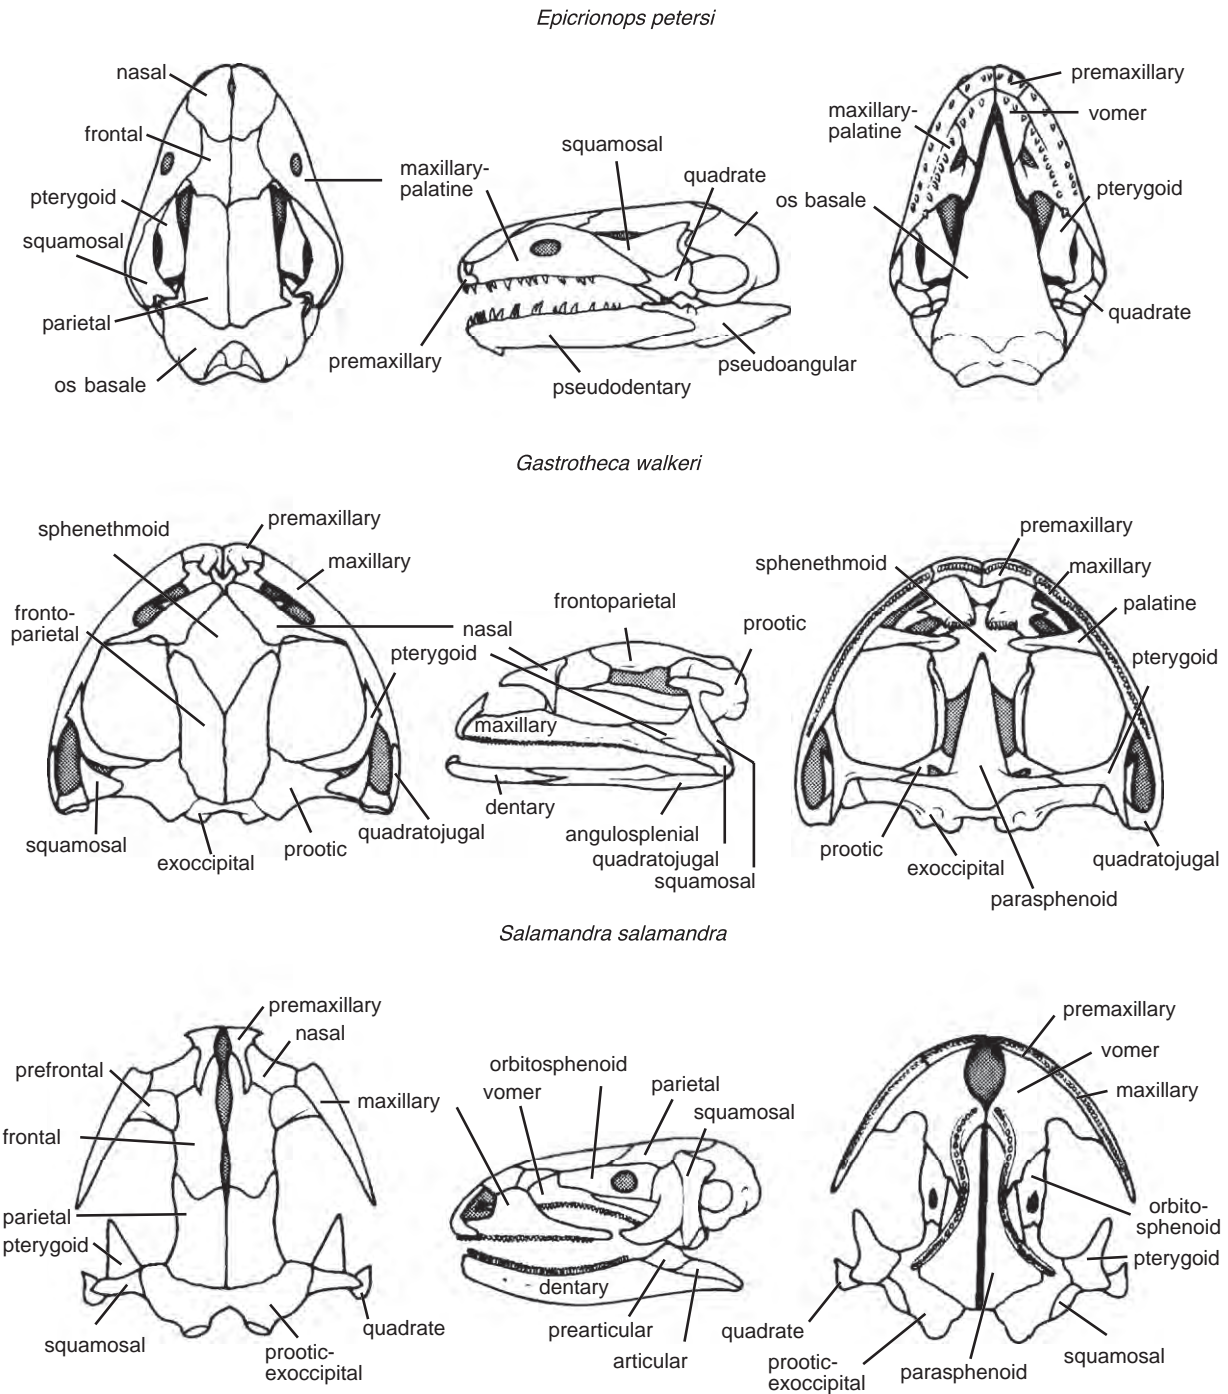 Epicrionops petersi
nasal
frontal
pterygoid
squamosal
parietal
os basale
maxillary-
palatine
squamosal
quadrate
os basale
premaxillary
pseudodentary
pseudoangular
premaxillary
maxillary-
palatine
vomer
pterygoid
quadrate
Gastrotheca walkeri
sphenethmoid
premaxillary
maxillary
fronto-
parietal
nasal
pterygoid
squamosal
exoccipital
prootic
quadratojugal
frontoparietal
prootic
maxillary
dentary
angulosplenial
quadratojugal
squamosal
premaxillary
sphenethmoid
maxillary
palatine
pterygoid
prootic
exoccipital
quadratojugal
parasphenoid
Salamandra salamandra
premaxillary
nasal
prefrontal
maxillary
frontal
parietal
pterygoid
squamosal
quadrate
prootic-
exoccipital
orbitosphenoid
vomer
parietal
squamosal
dentary
prearticular
articular
premaxillary
vomer
maxillary
orbito-
sphenoid
pterygoid
quadrate
squamosal
prootic-
exoccipital
parasphenoid